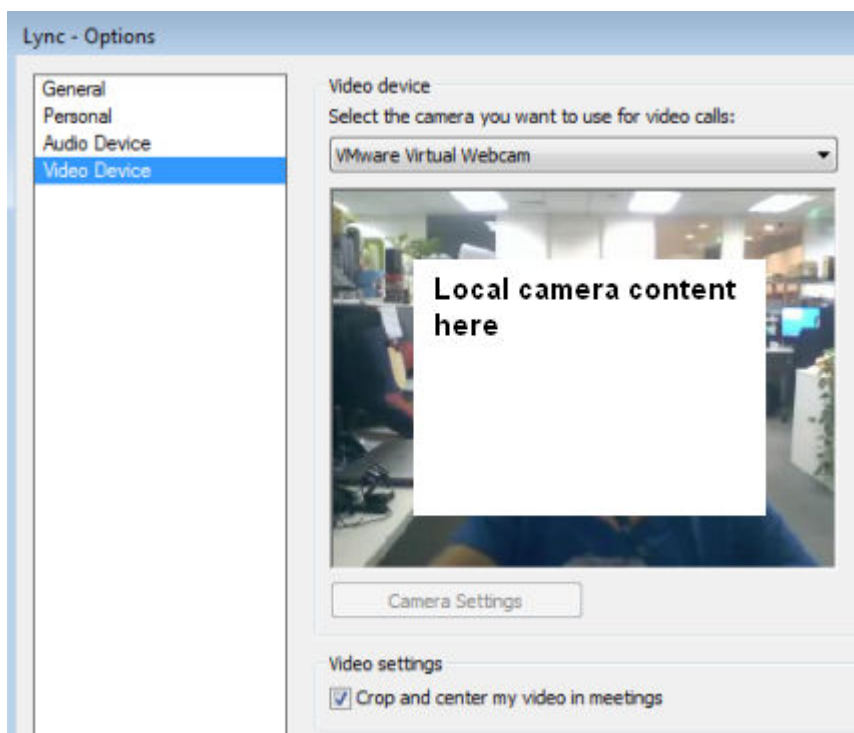 Lync - Options
General
Personal
Audio Device
Video Device
Video device
Select the camera you want to use for video calls:
VMware Virtual Webcam
Local camera content
here
Camera Settings
Video settings
Crop and center my video in meetings